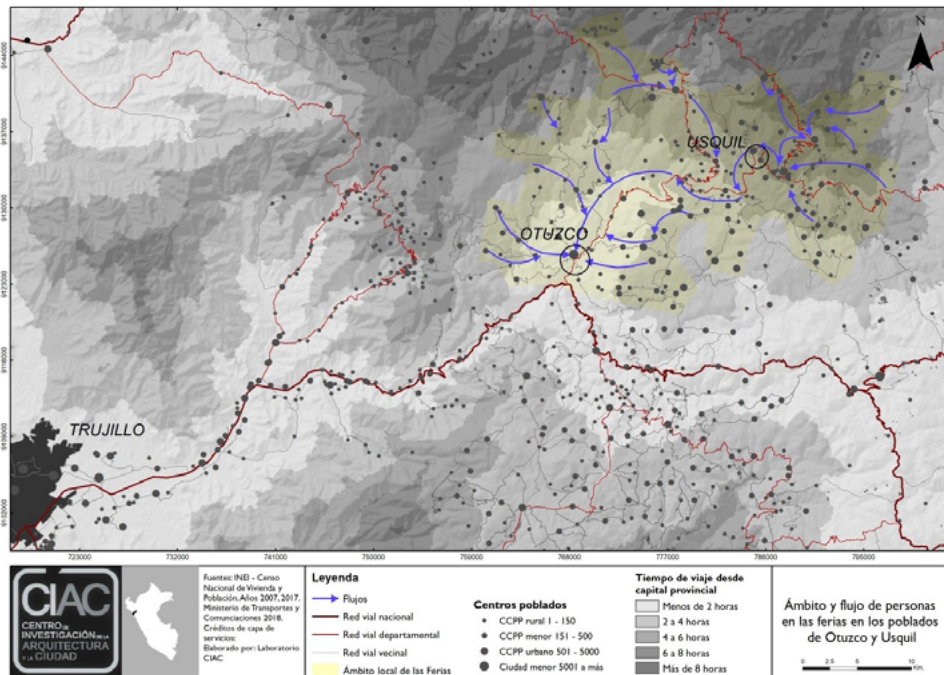 N
USQUIL
OTUZCO
TRUJILLO
9144000
9137000
9130000
9123000
723000
732000
741000
750000
759000
768000
777000
786000
795000
CIAC
CENTRO DE
INVESTIGACIÓN DE LA
ARQUITECTURA
Y LA CIUDAD
Fuentes: INEI - Censo
Nacional de Vivienda y
Población. Años 2007, 2017.
Ministerio de Transportes y
Comunicaciones 2018.
Créditos de capa de
servicios:
Elaborado por: Laboratorio
CIAC
Leyenda
Flujos
Red vial nacional
Red vial departamental
Red vial vecinal
Ámbito local de las Ferias
Centros poblados
CCPP rural 1 - 150
CCPP menor 151 - 500
CCPP urbano 501 - 5000
Ciudad menor 5001 a más
Tiempo de viaje desde
capital provincial
Menos de 2 horas
2 a 4 horas
4 a 6 horas
6 a 8 horas
Más de 8 horas
Ámbito y flujo de personas
en las ferias en los poblados
de Otuzco y Usquil
0 2.5 5 10
Km.